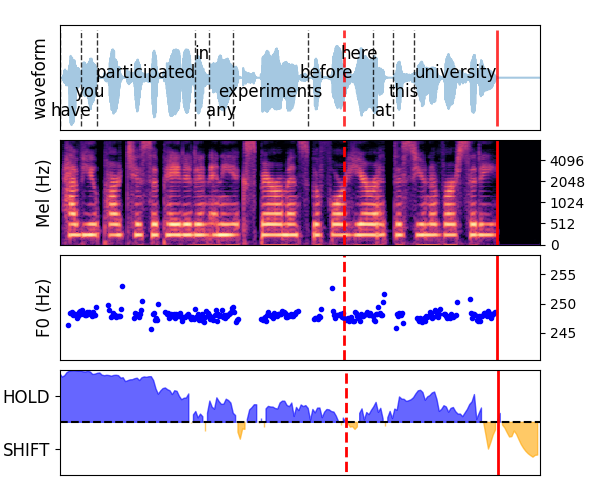 waveform
in
here
participated
before
university
you
experiments
this
have
any
at
Mel (Hz)
4096
2048
1024
512
0
F0 (Hz)
255
250
245
HOLD
SHIFT